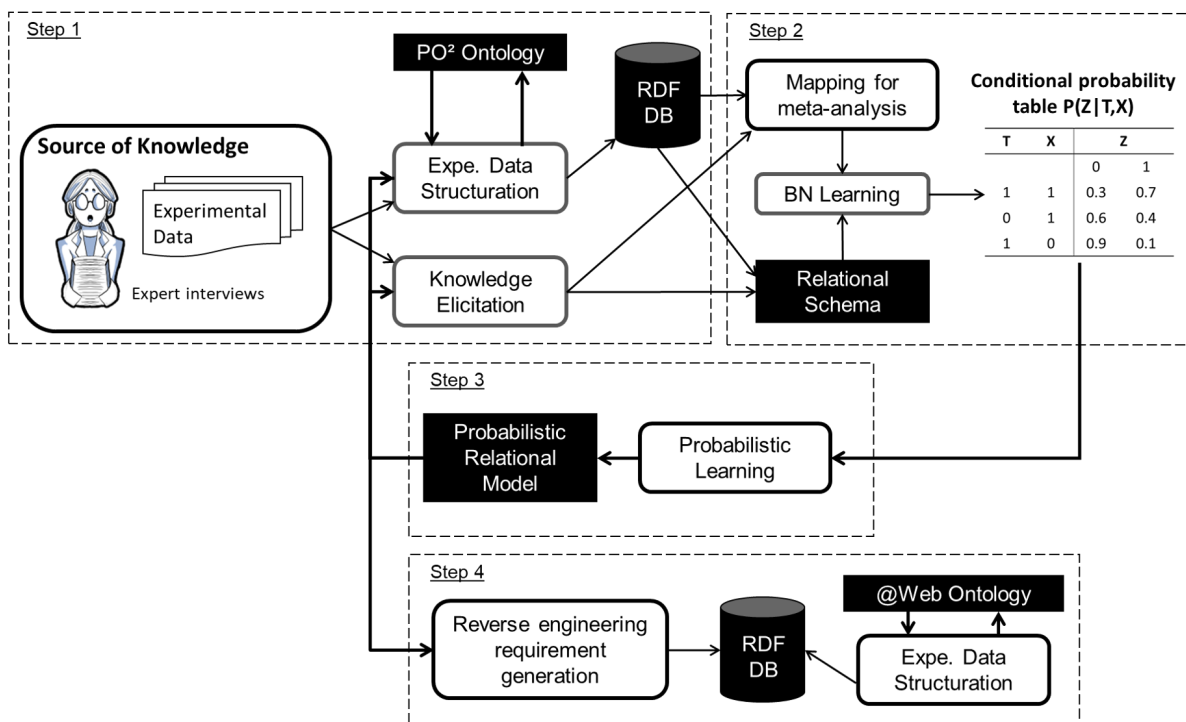 Step 1
PO² Ontology
RDF
DB
Source of Knowledge
Experimental
Data
Expert interviews
Expe. Data
Structuration
Knowledge
Elicitation
Step 2
Mapping for
meta-analysis
BN Learning
Relational
Schema
Conditional probability
table P(Z|T,X)
T X Z
0 1
1 1 0.3 0.7
0 1 0.6 0.4
1 0 0.9 0.1
Step 3
Probabilistic
Relational
Model
Probabilistic
Learning
Step 4
Reverse engineering
requirement
generation
RDF
DB
@Web Ontology
Expe. Data
Structuration